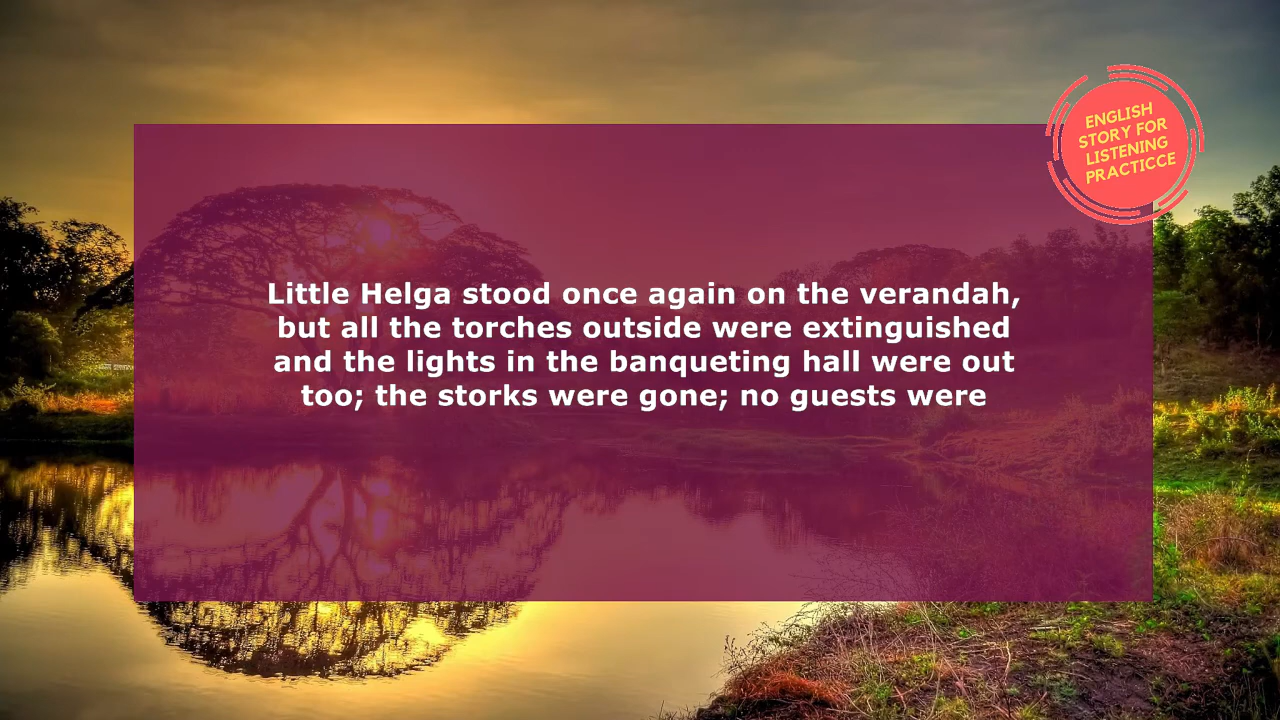 ENGLISH
STORY FOR
LISTENING
PRACTICCE
Little Helga stood once again on the verandah,
but all the torches outside were extinguished
and the lights in the banqueting hall were out
too; the storks were gone; no guests were